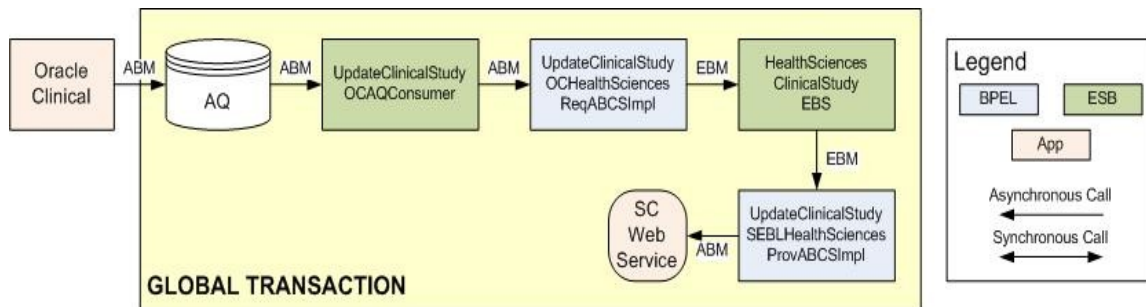 Oracle
Clinical
ABM
AQ
ABM
UpdateClinicalStudy
OCAQConsumer
ABM
UpdateClinicalStudy
OCHealthSciences
ReqABCSImpl
EBM
HealthSciences
ClinicalStudy
EBS
EBM
UpdateClinicalStudy
SEBLHealthSciences
ProvABCSImpl
ABM
SC
Web
Service
GLOBAL TRANSACTION
Legend
BPEL
ESB
App
Asynchronous Call
Synchronous Call